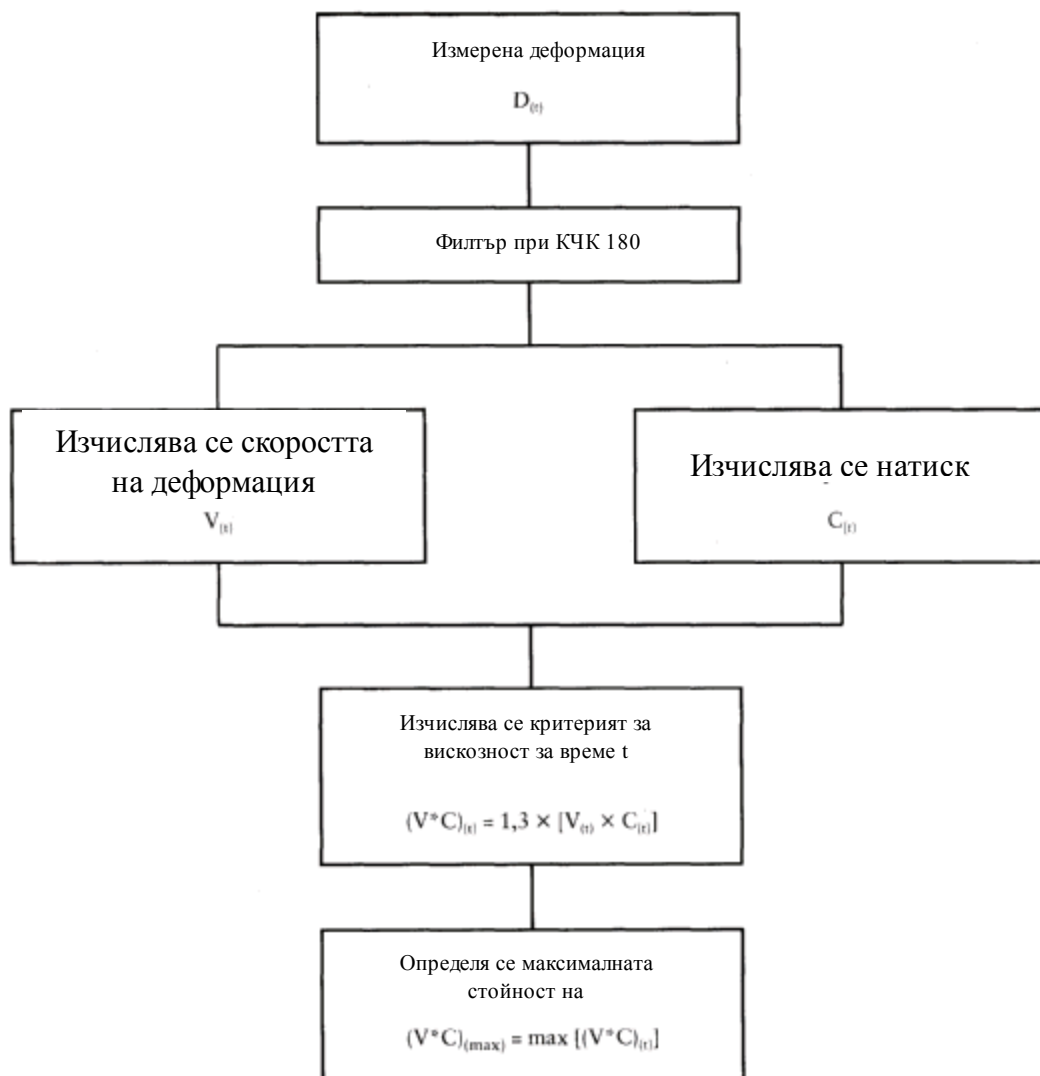 Измерена деформация
D(t)
Филтър при КЧК 180
Изчислява се скоростта
на деформация
V(t)
Изчислява се натиск
C(t)
Изчислява се критерият за
вискозност за време t
(V*C)(t) = 1,3 × [V(t) × C(t)]
Определя се максималната
стойност на
(V*C)(max) = max [(V*C)(t)]